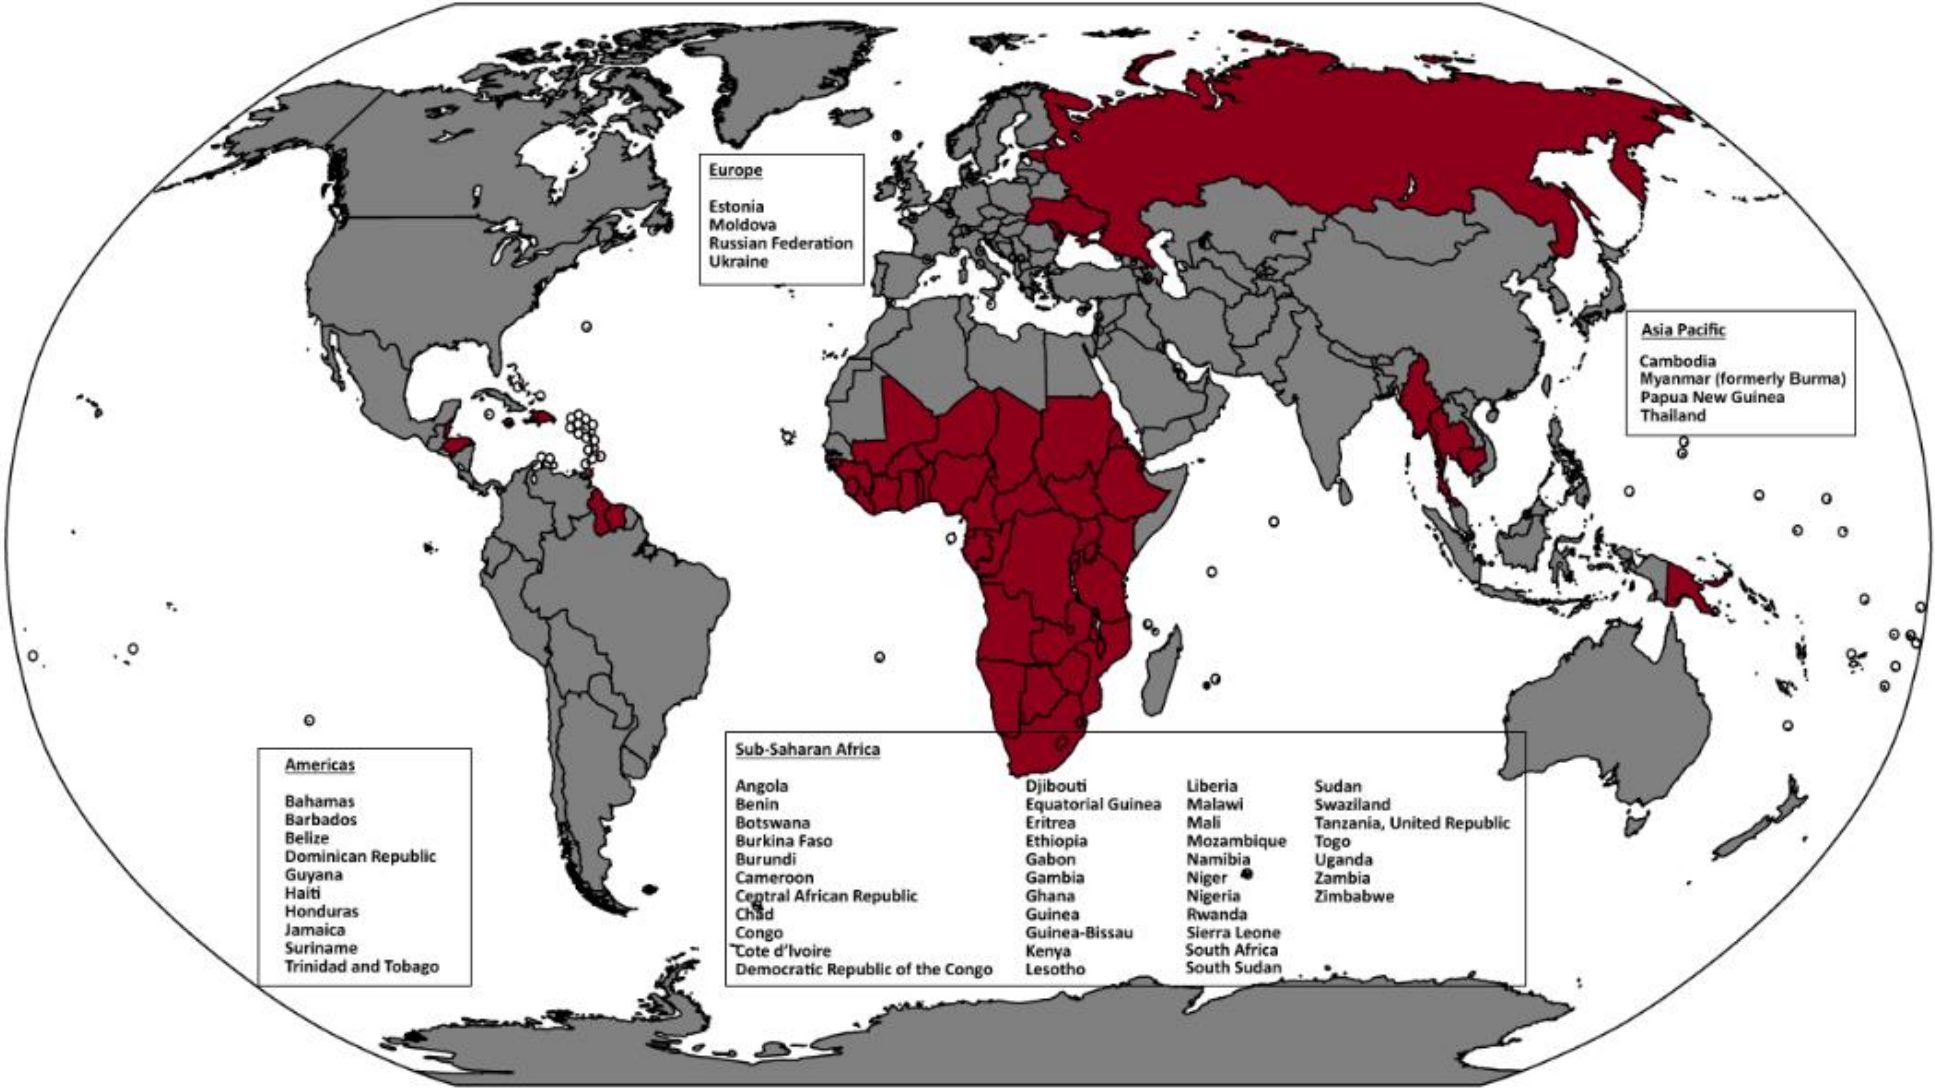 Europe
Estonia
Moldova
Russian Federation
Ukraine
Asia Pacific
Cambodia
Myanmar (formerly Burma)
Papua New Guinea
Thailand
Americas
Bahamas
Barbados
Belize
Dominican Republic
Guyana
Haiti
Honduras
Jamaica
Suriname
Trinidad and Tobago
Sub-Saharan Africa
Angola
Benin
Botswana
Burkina Faso
Burundi
Cameroon
Central African Republic
Chad
Congo
Cote d'Ivoire
Democratic Republic of the Congo
Djibouti
Equatorial Guinea
Eritrea
Ethiopia
Gabon
Gambia
Ghana
Guinea
Guinea-Bissau
Kenya
Lesotho
Liberia
Malawi
Mali
Mozambique
Namibia
Niger
Nigeria
Rwanda
Sierra Leone
South Africa
South Sudan
Sudan
Swaziland
Tanzania, United Republic
Togo
Uganda
Zambia
Zimbabwe